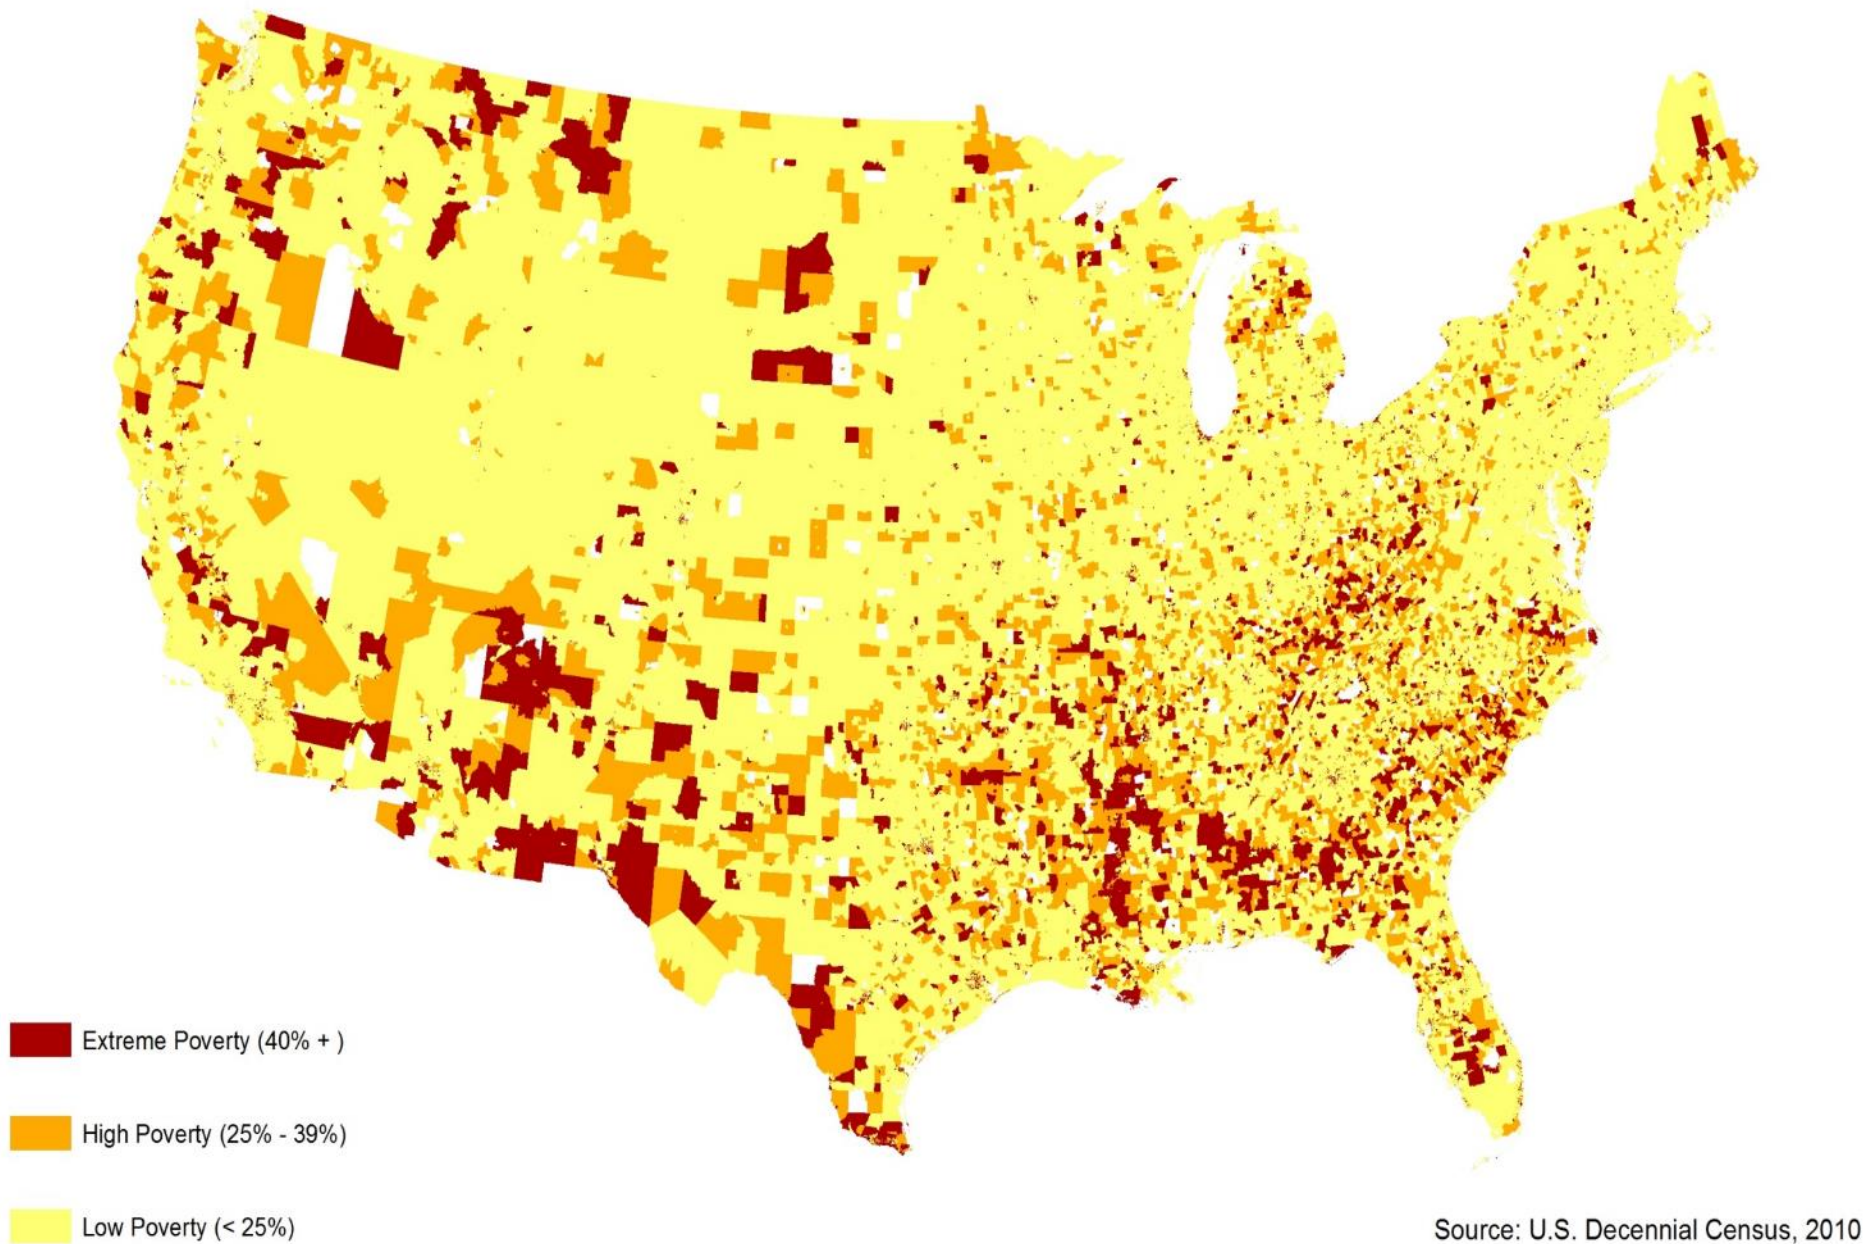 Extreme Poverty (40% + )
High Poverty (25% - 39%)
Low Poverty (< 25%)
Source: U.S. Decennial Census, 2010